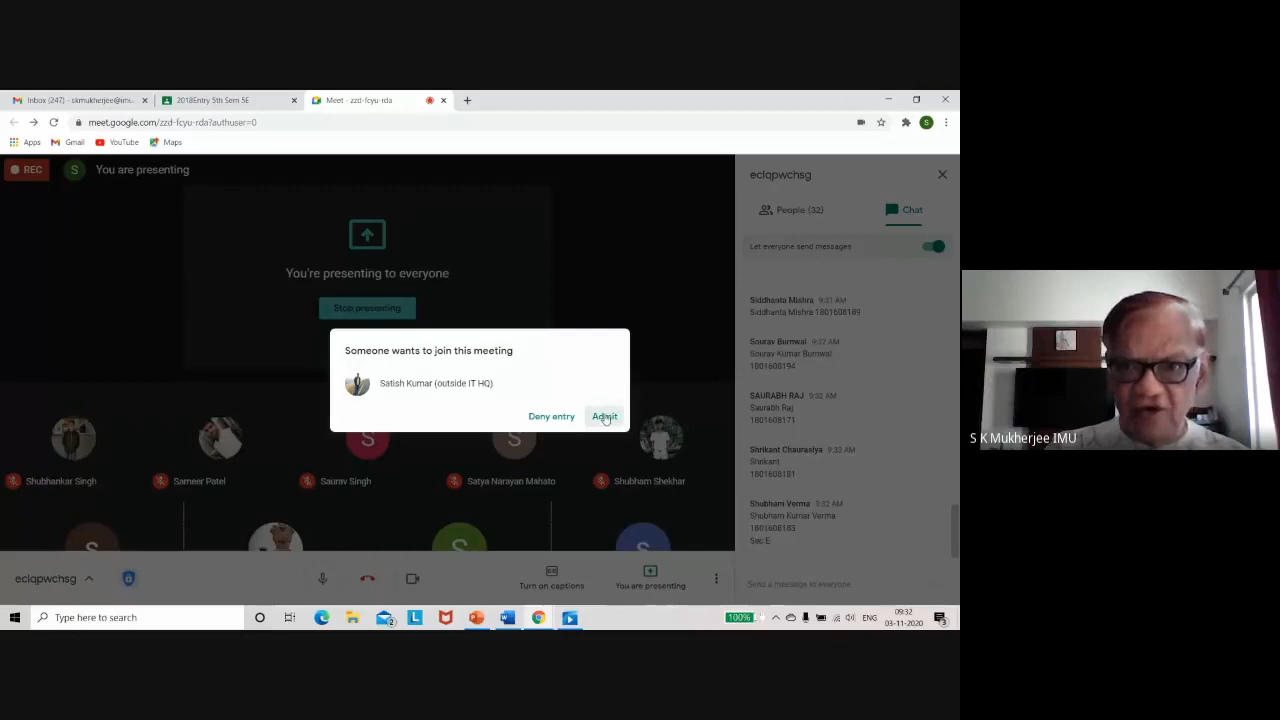 Inbox (247) - skmukherjee@imu.
2018Entry 5th Sem 5E
Meet - zzd-fcyu-rda
meet.google.com/zzd-fcyu-rda?authuser=0
Apps
Gmail
YouTube
Maps
REC
S
You are presenting
eclqpwchsg
People (32)
Chat
Let everyone send messages
You're presenting to everyone
Stop presenting
Siddhanta Mishra 9:31 AM
Siddhanta Mishra 1801608189
Sourav Burnwal 9:32 AM
Sourav Kumar Burnwal
1801608194
SAURABH RAJ 9:32 AM
Saurabh Raj
1801608171
Shrikant Chaurasiya 9:32 AM
Shrikant
1801608181
Shubham Verma 9:32 AM
Shubham Kumar Verma
1801608183
Sec E
Someone wants to join this meeting
Satish Kumar (outside IT HQ)
Deny entry
Admit
S
S
Shubhankar Singh
Sameer Patel
Saurav Singh
Satya Narayan Mahato
Shubham Shekhar
S
S
S
eclqpwchsg
Turn on captions
You are presenting
Send a message to everyone
Type here to search
100%
ENG
09:32
03-11-2020
S K Mukherjee IMU